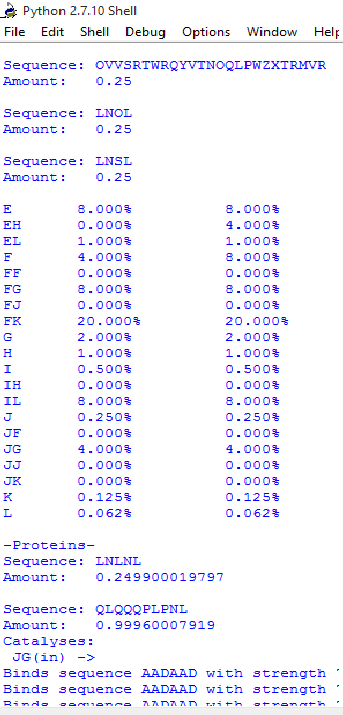 Python 2.7.10 Shell
File Edit Shell Debug Options Window Help
Sequence: OVVSRTWRQYVTNOQLPWZXTRMVR
Amount: 0.25
Sequence: LNOL
Amount: 0.25
Sequence: LNSL
Amount: 0.25
E 8.000% 8.000%
EH 0.000% 4.000%
EL 1.000% 1.000%
F 4.000% 8.000%
FF 0.000% 0.000%
FG 8.000% 8.000%
FJ 0.000% 0.000%
FK 20.000% 20.000%
G 2.000% 2.000%
H 1.000% 1.000%
I 0.500% 0.500%
IH 0.000% 0.000%
IL 8.000% 8.000%
J 0.250% 0.250%
JF 0.000% 0.000%
JG 4.000% 4.000%
JJ 0.000% 0.000%
JK 0.000% 0.000%
K 0.125% 0.125%
L 0.062% 0.062%
-Proteins-
Sequence: LNLNL
Amount: 0.249900019797
Sequence: QLQQQPLPNL
Amount: 0.99960007919
Catalyses:
JG(in) ->
Binds sequence AADAAD with strength
Binds sequence AADAAD with strength
Binds sequence AADAAD with strength